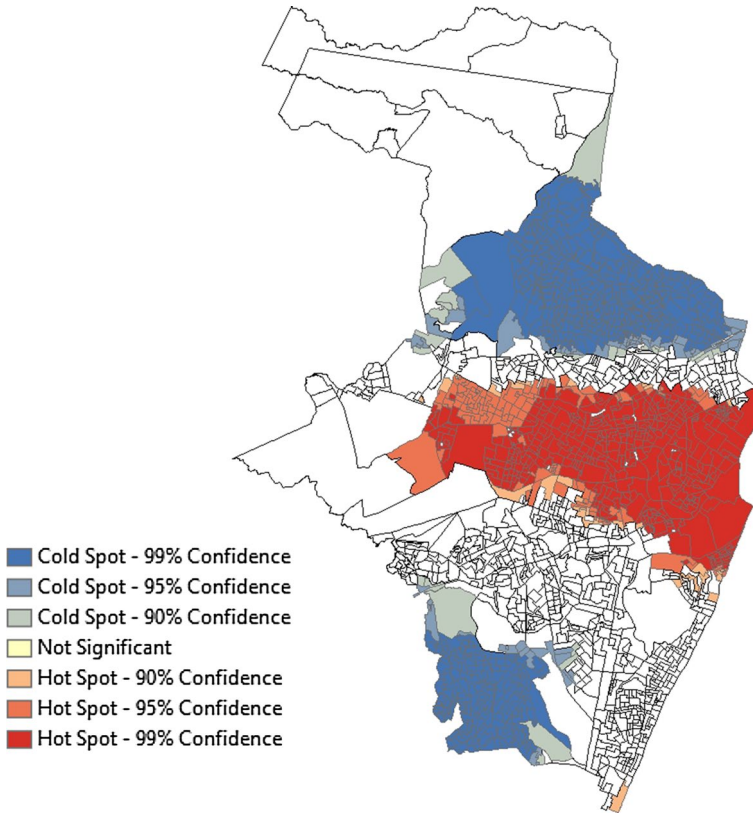 Cold Spot - 99% Confidence
Cold Spot - 95% Confidence
Cold Spot - 90% Confidence
Not Significant
Hot Spot - 90% Confidence
Hot Spot - 95% Confidence
Hot Spot - 99% Confidence